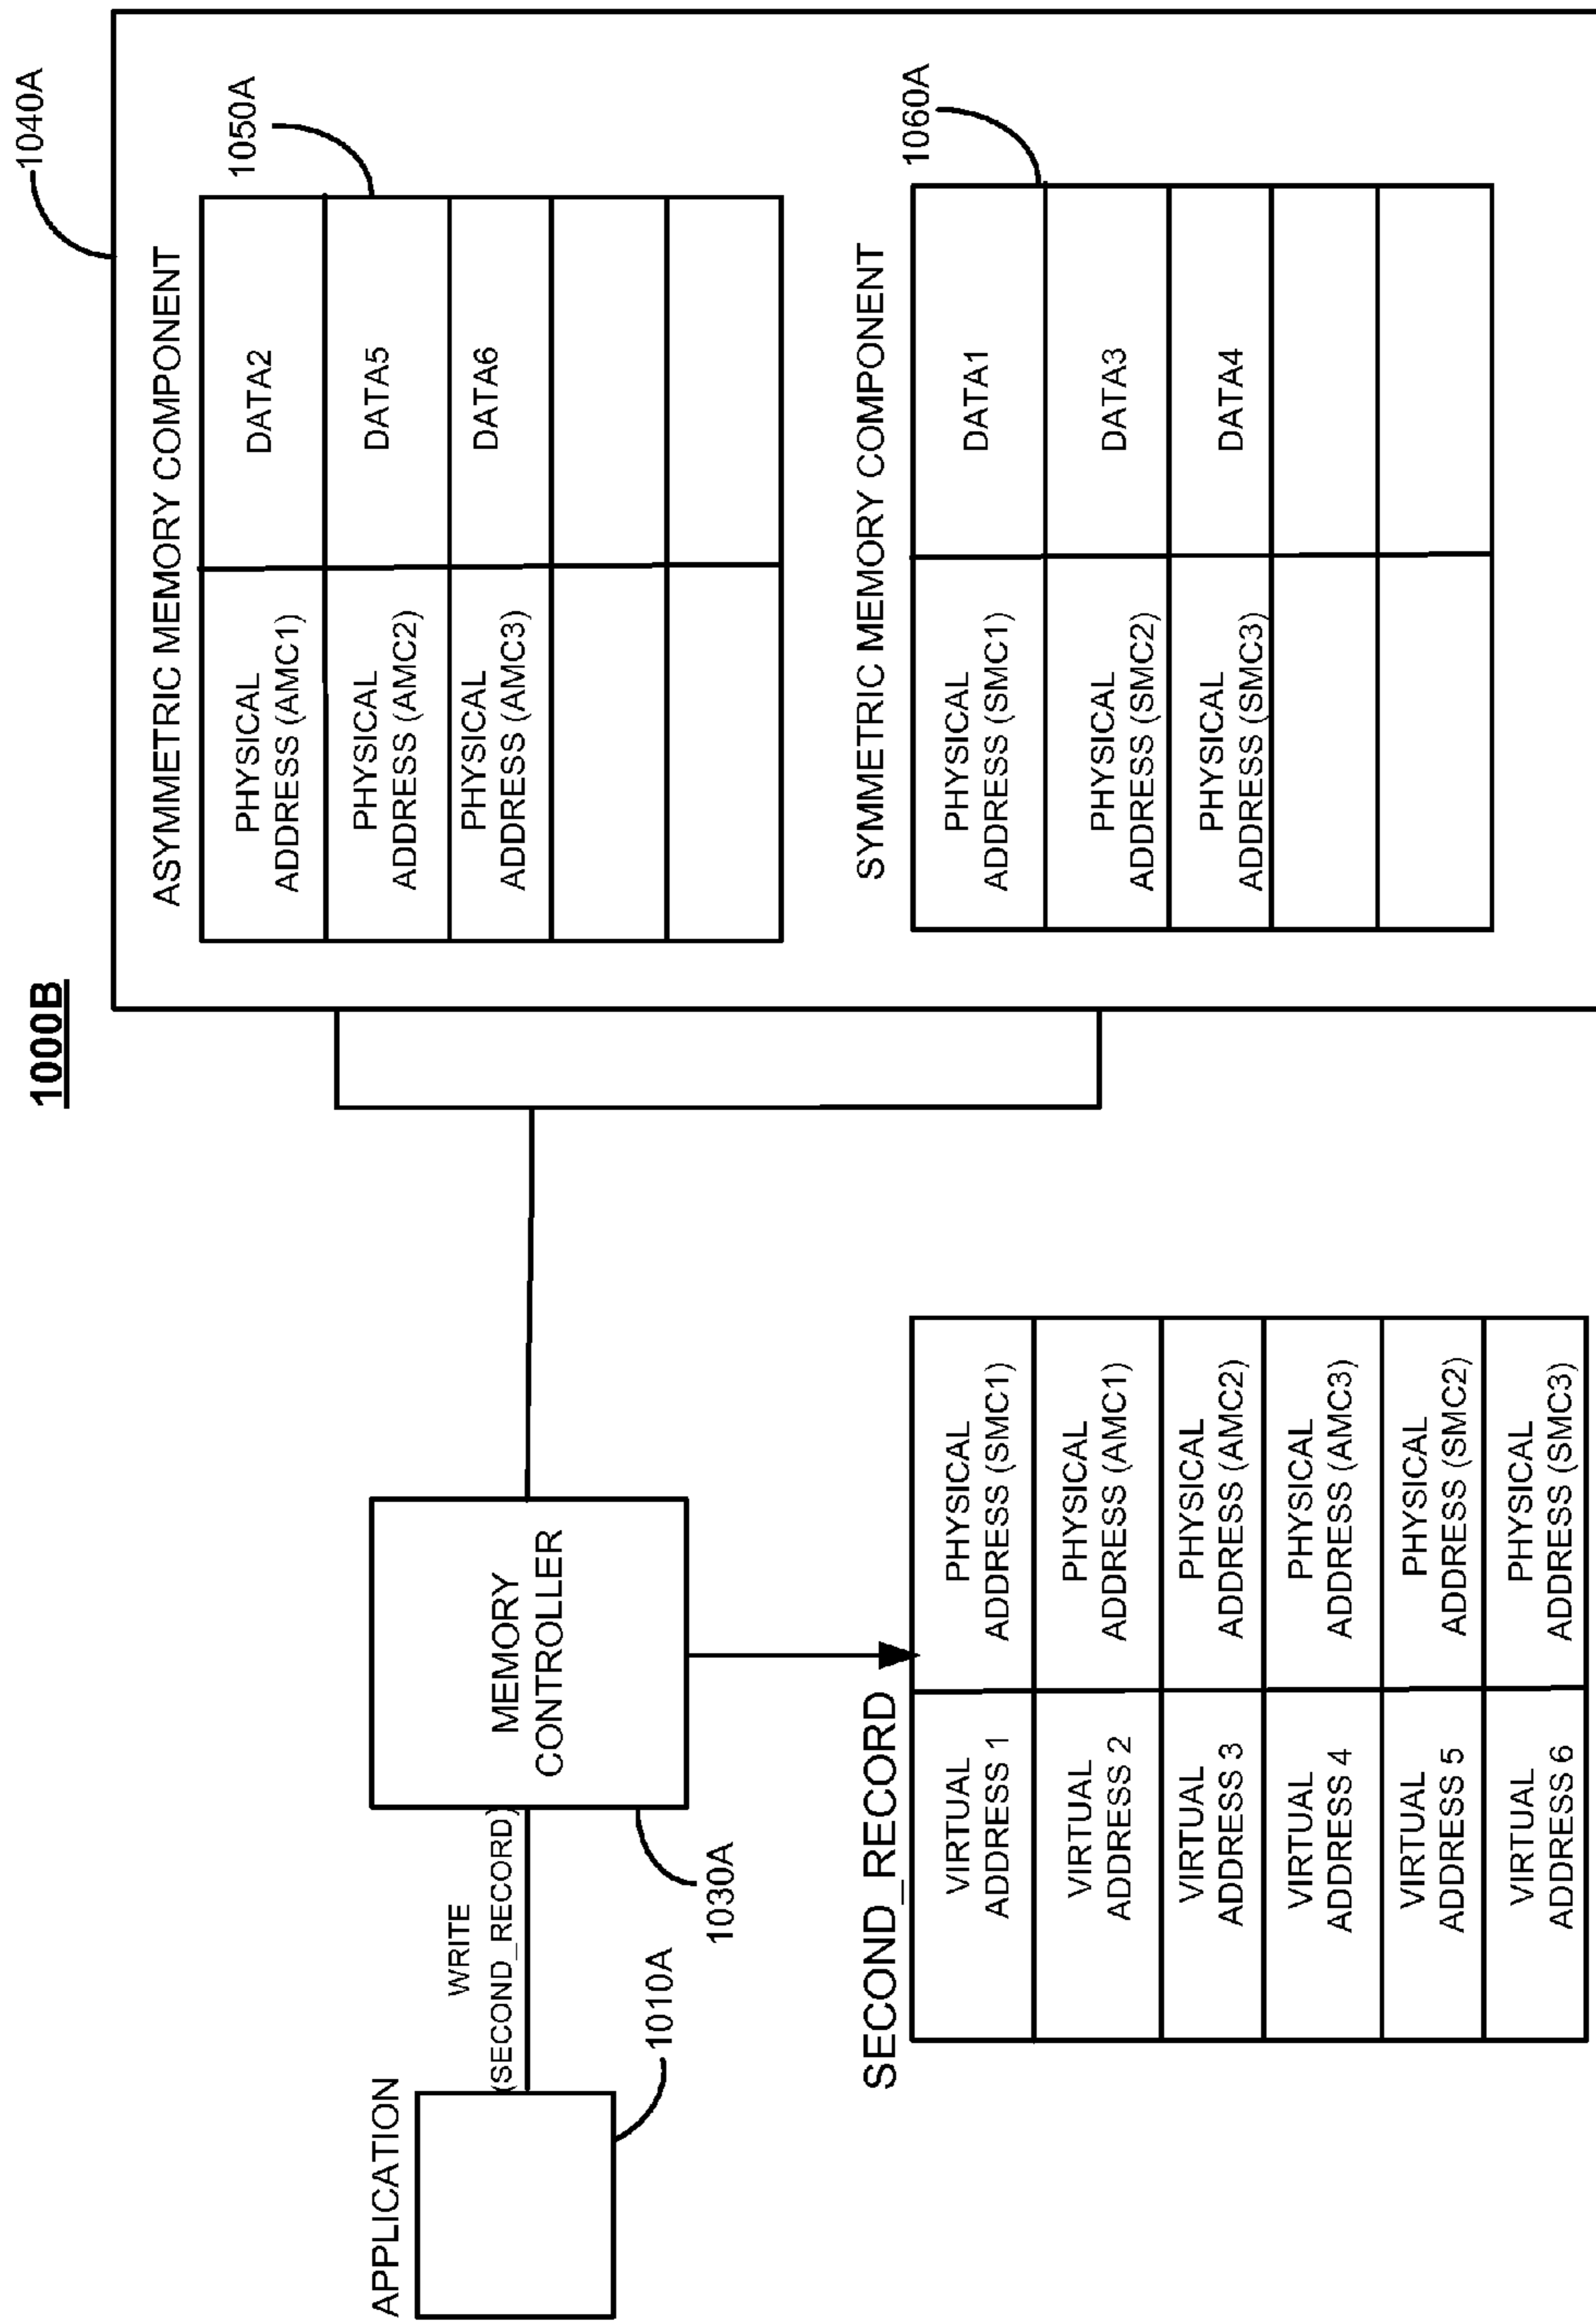 1000B
1040A
ASYMMETRIC MEMORY COMPONENT
PHYSICAL
ADDRESS (AMC1)
DATA2
PHYSICAL
ADDRESS (AMC2)
DATA5
PHYSICAL
ADDRESS (AMC3)
DATA6
1050A
SYMMETRIC MEMORY COMPONENT
PHYSICAL
ADDRESS (SMC1)
DATA1
PHYSICAL
ADDRESS (SMC2)
DATA3
PHYSICAL
ADDRESS (SMC3)
DATA4
1060A
APPLICATION
1010A
WRITE
(SECOND_RECORD)
MEMORY
CONTROLLER
1030A
SECOND_RECORD
VIRTUAL
ADDRESS 1
PHYSICAL
ADDRESS (SMC1)
VIRTUAL
ADDRESS 2
PHYSICAL
ADDRESS (AMC1)
VIRTUAL
ADDRESS 3
PHYSICAL
ADDRESS (AMC2)
VIRTUAL
ADDRESS 4
PHYSICAL
ADDRESS (AMC3)
VIRTUAL
ADDRESS 5
PHYSICAL
ADDRESS (SMC2)
VIRTUAL
ADDRESS 6
PHYSICAL
ADDRESS (SMC3)